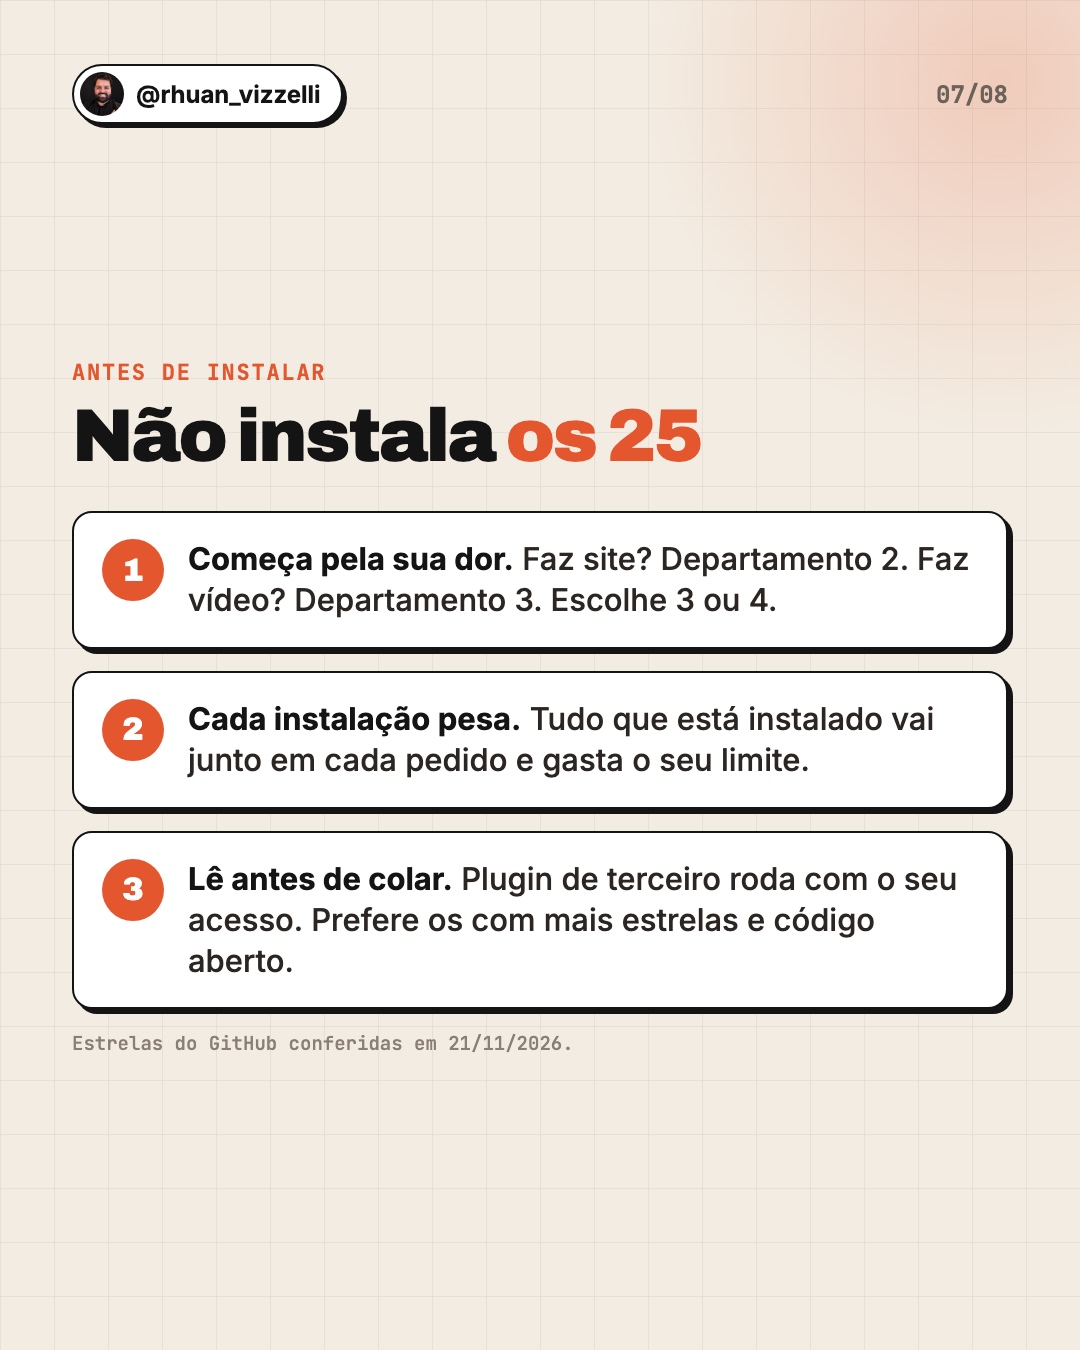 @rhuan_vizzelli
07/08
ANTES DE INSTALAR
Não instala os 25
1
Começa pela sua dor. Faz site? Departamento 2. Faz
vídeo? Departamento 3. Escolhe 3 ou 4.
2
Cada instalação pesa. Tudo que está instalado vai
junto em cada pedido e gasta o seu limite.
3
Lê antes de colar. Plugin de terceiro roda com o seu
acesso. Prefere os com mais estrelas e código
aberto.
Estrelas do GitHub conferidas em 21/11/2026.